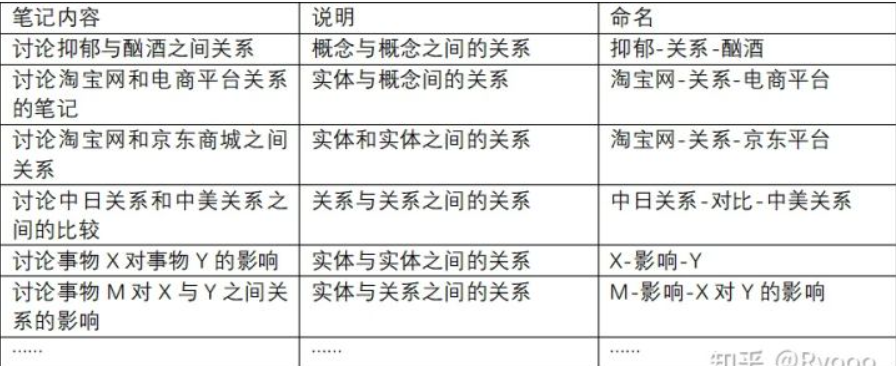 笔记内容 说明 命名
讨论抑郁与酗酒之间关系 概念与概念之间的关系 抑郁-关系-酗酒
讨论淘宝网和电商平台关系 实体与概念间的关系 淘宝网-关系-电商平台
的笔记
讨论淘宝网和京东商城之间 实体和实体之间的关系 淘宝网-关系-京东平台
关系
讨论中日关系和中美关系之 关系与关系之间的关系 中日关系-对比-中美关系
间的比较
讨论事物 X 对事物 Y 的影响 实体与实体之间的关系 X-影响-Y
讨论事物 M 对 X 与 Y 之间关 实体与关系之间的关系 M-影响-X 对 Y 的影响
系的影响
...... ...... ......
知乎